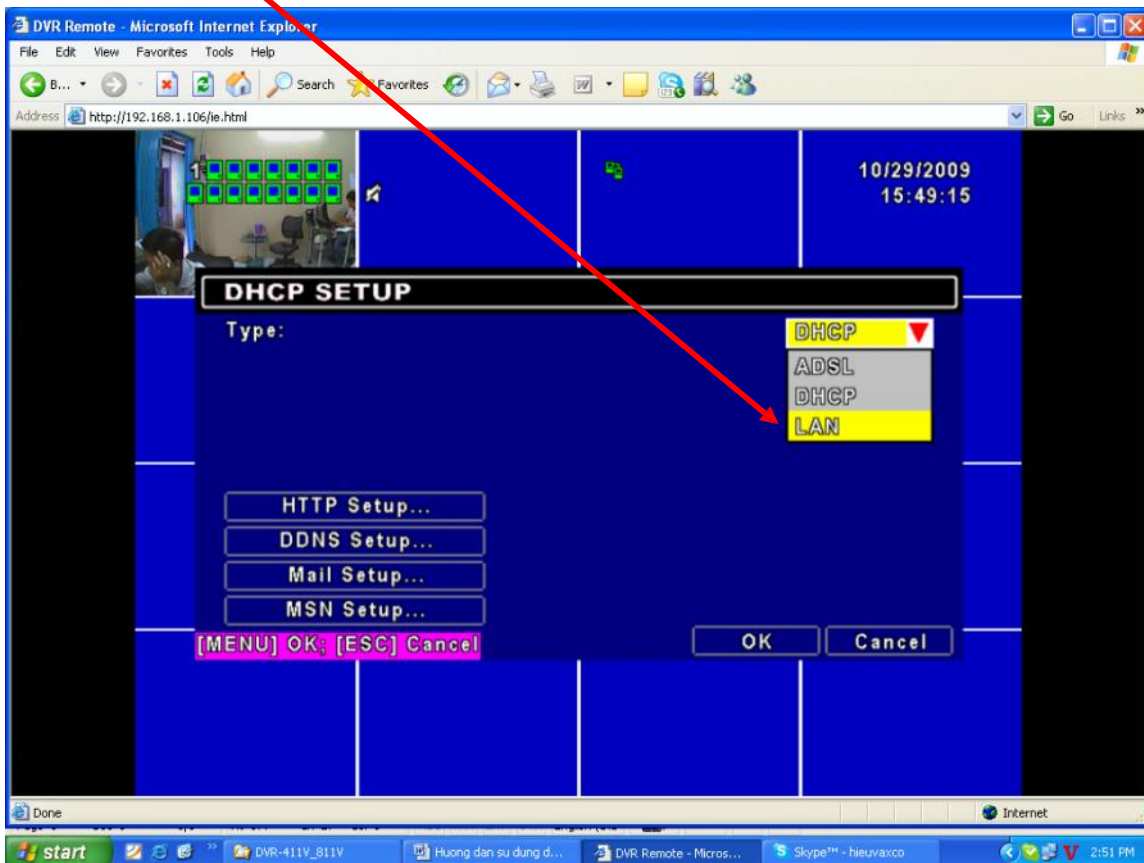 DVR Remote - Microsoft Internet Explorer
File Edit View Favorites Tools Help
B... Search Favorites
Address http://192.168.1.106/ie.html Go Links »
1
10/29/2009
15:49:15
DHCP SETUP
Type: DHCP
ADSL
DHCP
LAN
HTTP Setup...
DDNS Setup...
Mail Setup...
MSN Setup...
[MENU] OK; [ESC] Cancel OK Cancel
Done Internet
start » DVR-411V_811V Huong dan su dung d... DVR Remote - Micros... Skype™ - hieuvaxco 2:51 PM